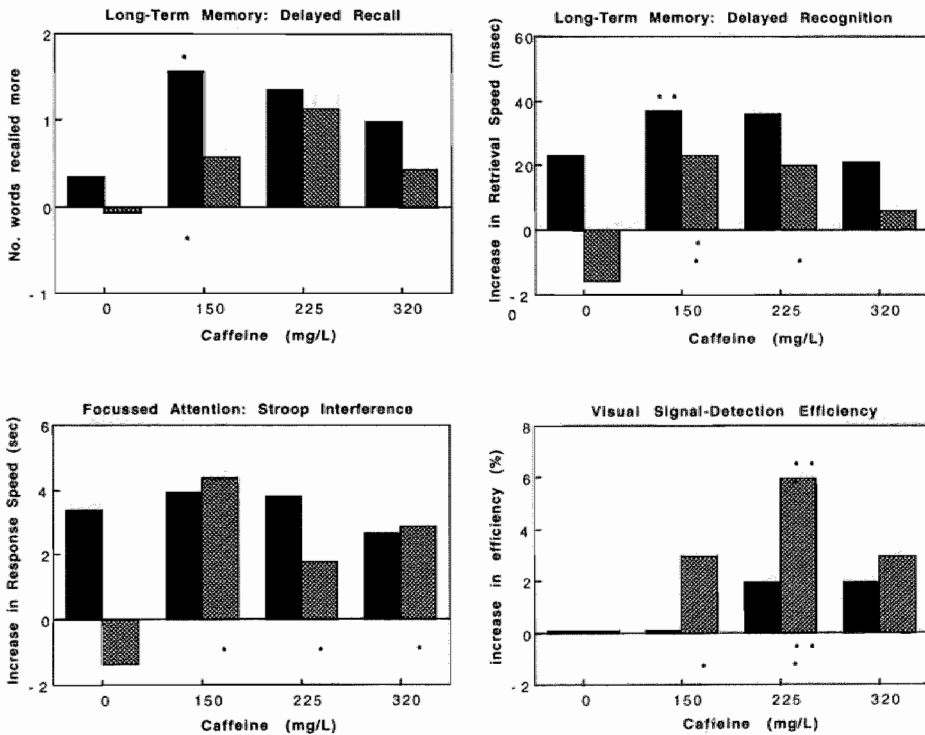 Long-Term Memory: Delayed Recall
No. words recalled more
2
1
0
- 1
0 150 225 320
Caffeine (mg/L)
*
*
Long-Term Memory: Delayed Recognition
Increase in Retrieval Speed (msec)
60
40
20
0
- 2
0
0 150 225 320
Caffeine (mg/L)
* *
*
* *
Focussed Attention: Stroop Interference
Increase in Response Speed (sec)
6
4
2
0
- 2
0 150 225 320
Caffeine (mg/L)
* * *
Visual Signal-Detection Efficiency
increase in efficiency (%)
8
6
4
2
0
- 2
0 150 225 320
Caffeine (mg/L)
* *
*
* *
* *